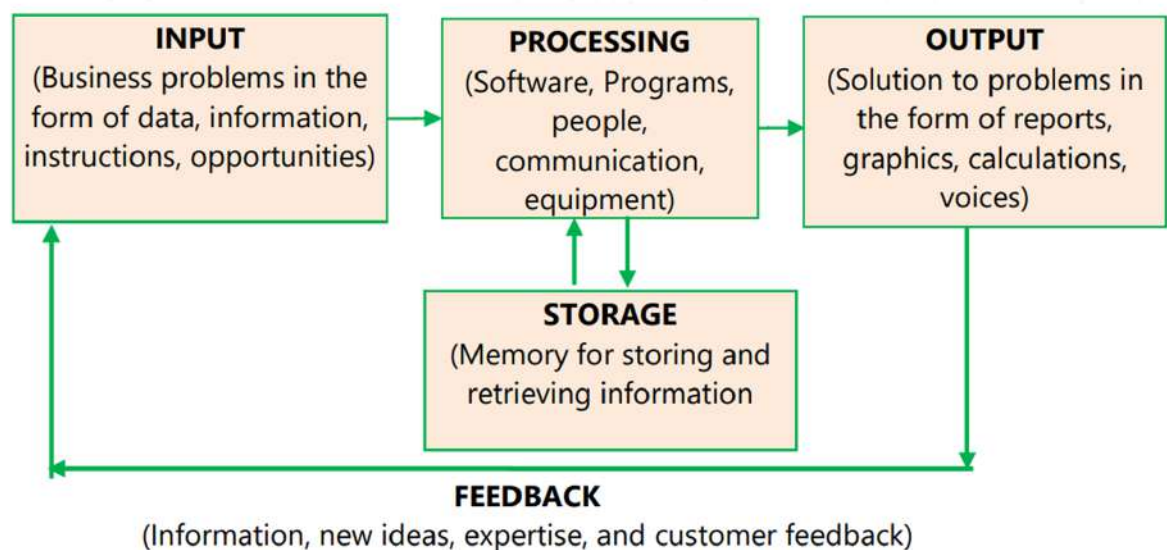 INPUT
(Business problems in the
form of data, information,
instructions, opportunities)
PROCESSING
(Software, Programs,
people,
communication,
equipment)
OUTPUT
(Solution to problems in
the form of reports,
graphics, calculations,
voices)
STORAGE
(Memory for storing and
retrieving information
FEEDBACK
(Information, new ideas, expertise, and customer feedback)